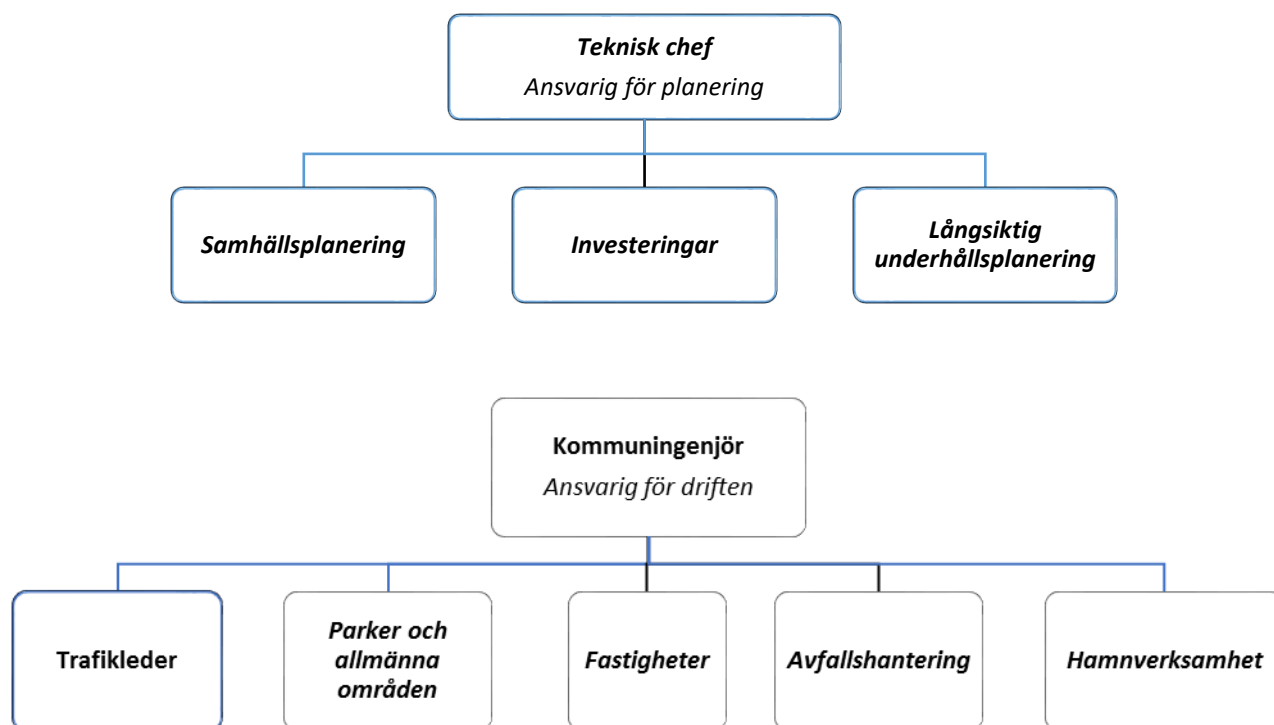 Teknisk chef
Ansvarig för planering
Samhällsplanering
Investeringar
Långsiktig
underhållsplanering
Kommuningenjör
Ansvarig för driften
Trafikleder
Parker och
allmänna
områden
Fastigheter
Avfallshantering
Hamnverksamhet